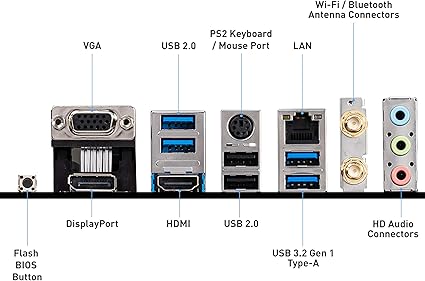 Wi-Fi / Bluetooth
Antenna Connectors
PS2 Keyboard
/ Mouse Port
VGA
USB 2.0
LAN
DisplayPort
HDMI
USB 2.0
HD Audio
Connectors
Flash
BIOS
Button
USB 3.2 Gen 1
Type-A